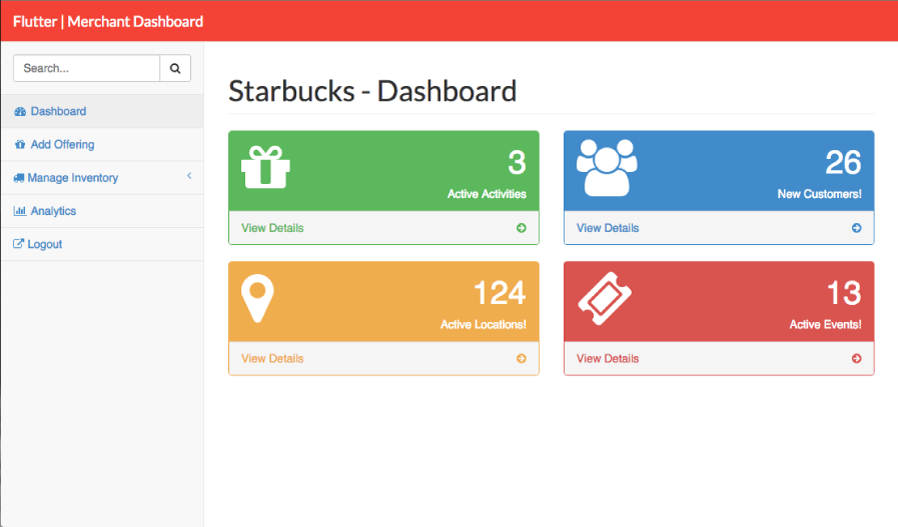 Flutter | Merchant Dashboard
Search...
Dashboard
Add Offering
Manage Inventory
Analytics
Logout
Starbucks - Dashboard
3
Active Activities
View Details
26
New Customers!
View Details
124
Active Locations!
View Details
13
Active Events!
View Details